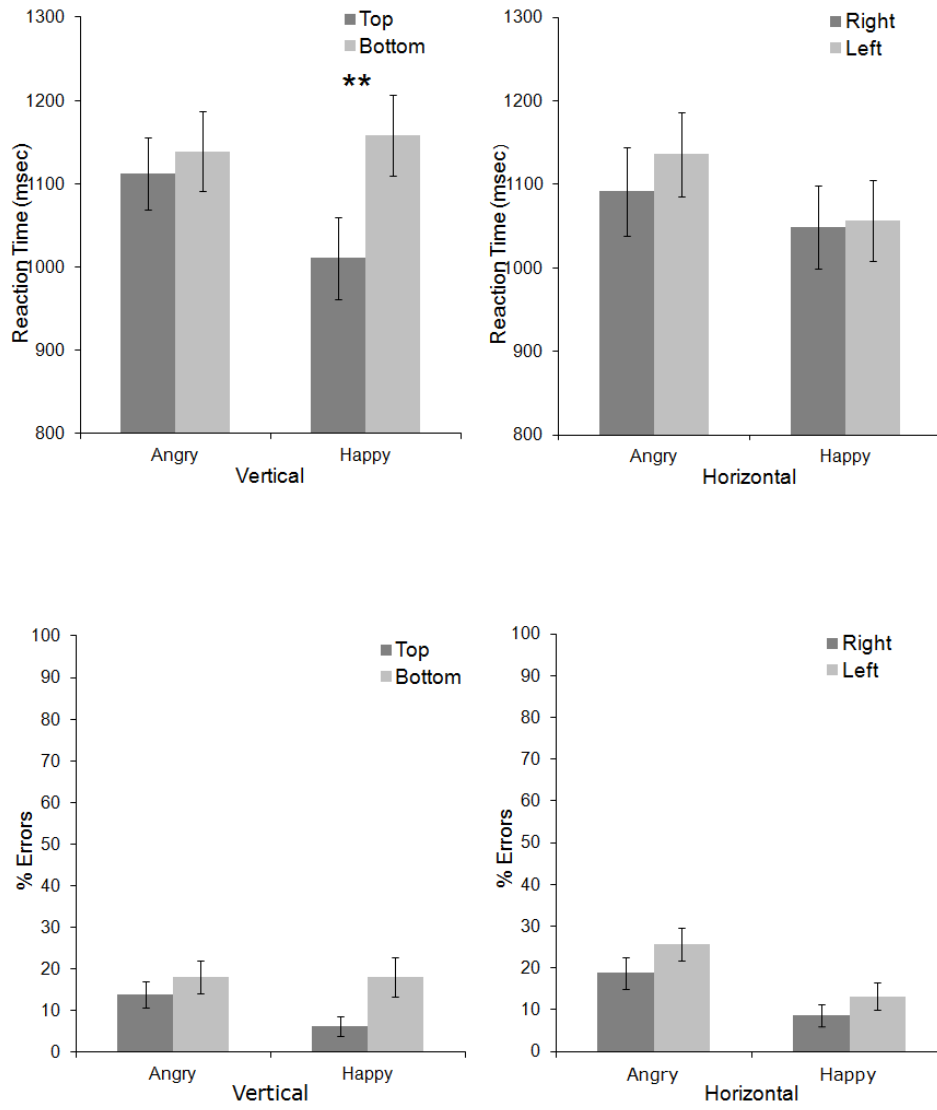 1300
1200
1100
1000
900
800
Reaction Time (msec)
Top
Bottom
**
Angry
Happy
Vertical
1300
1200
1100
1000
900
800
Reaction Time (msec)
Right
Left
Angry
Happy
Horizontal
100
90
80
70
60
50
40
30
20
10
0
% Errors
Top
Bottom
Angry
Happy
Vertical
100
90
80
70
60
50
40
30
20
10
0
% Errors
Right
Left
Angry
Happy
Horizontal